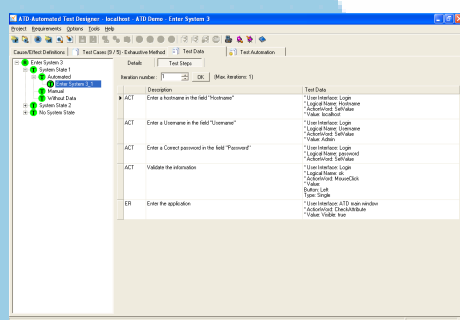 ATD-Automated Test Designer - localhost - ATD Demo - Enter System 3
Project Requirements Options Tools Help
Cause/Effect Definitions Test Cases (3 / 5) - Exhaustive Method Test Data Test Automation
Enter System 3
System State 1
Automated
Enter System 3_1
Manual
Without Data
System State 2
No System State
Details Test Steps
Iteration number: 1 OK (Max. iterations: 1)
Description Test Data
ACT Enter a hostname in the field "Hostname" * User Interface: Login
* Logical Name: Hostname
* ActionWord: SetValue
* Value: localhost
ACT Enter a Username in the field "Username" * User Interface: Login
* Logical Name: Username
* ActionWord: SetValue
* Value: Admin
ACT Enter a Correct password in the field "Password" * User Interface: Login
* Logical Name: password
* ActionWord: SetValue
ACT Validate the information * User Interface: Login
* Logical Name: ok
* ActionWord: MouseClick
* Value:
Button: Left
Type: Single
ER Enter the application * User Interface: ATD main window
* ActionWord: CheckAttribute
* Value: Visible: true